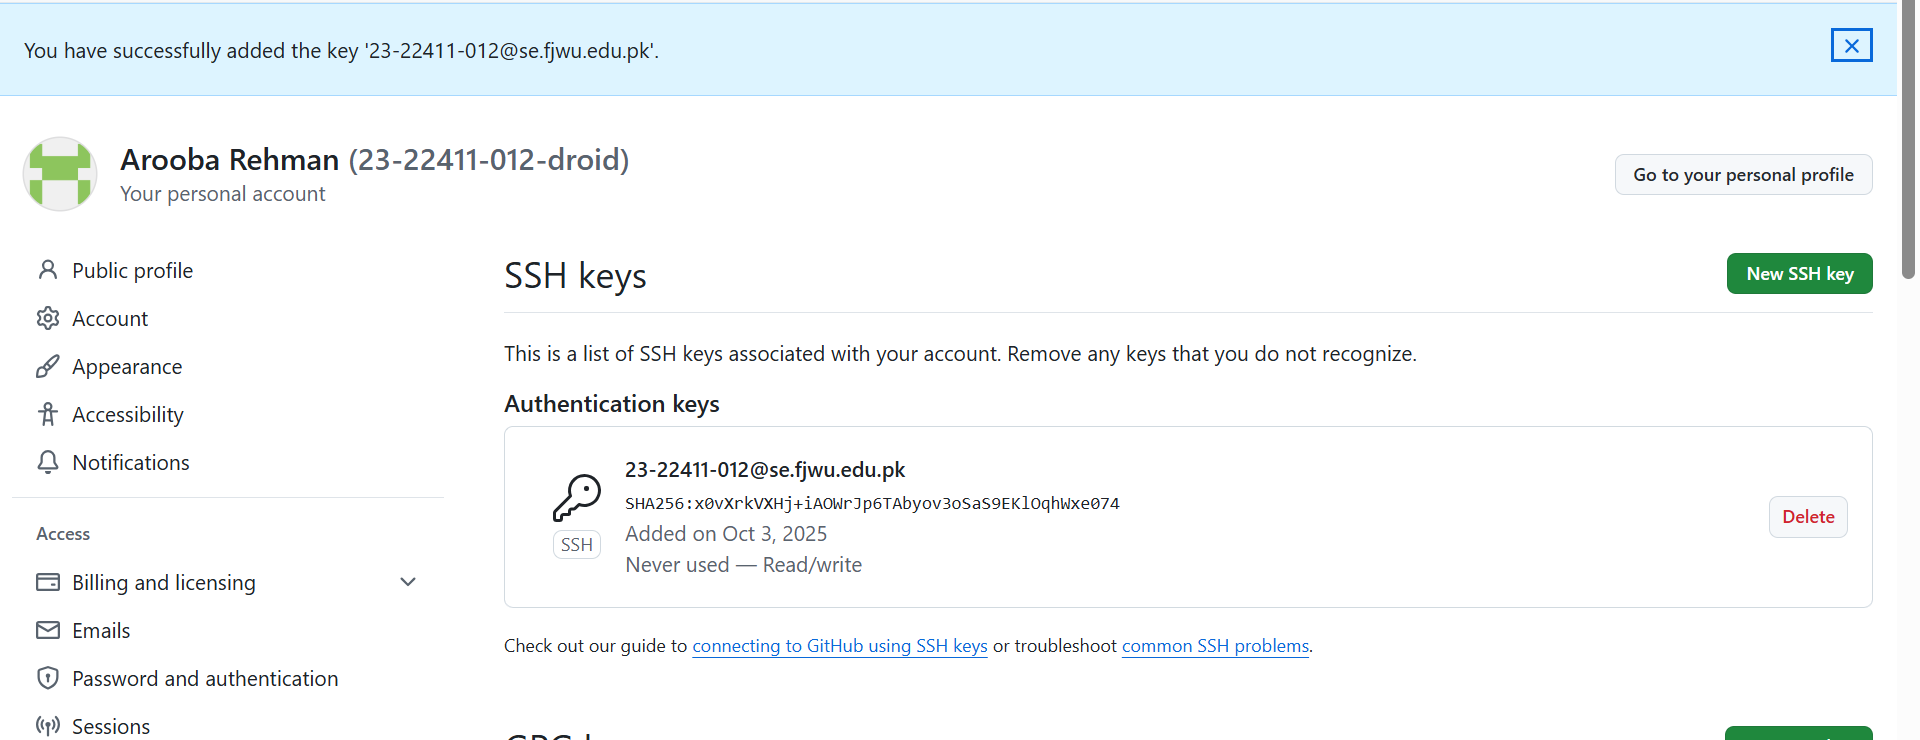 You have successfully added the key '23-22411-012@se.fjwu.edu.pk'.
Arooba Rehman (23-22411-012-droid)
Your personal account
Go to your personal profile
Public profile
Account
Appearance
Accessibility
Notifications
Access
Billing and licensing
Emails
Password and authentication
Sessions
SSH keys
New SSH key
This is a list of SSH keys associated with your account. Remove any keys that you do not recognize.
Authentication keys
23-22411-012@se.fjwu.edu.pk
SHA256:x0vXrkVXHj+iAOWrJp6TAbyov3oSaS9EKlOqhWxe074
Added on Oct 3, 2025
Never used — Read/write
SSH
Delete
Check out our guide to connecting to GitHub using SSH keys or troubleshoot common SSH problems.